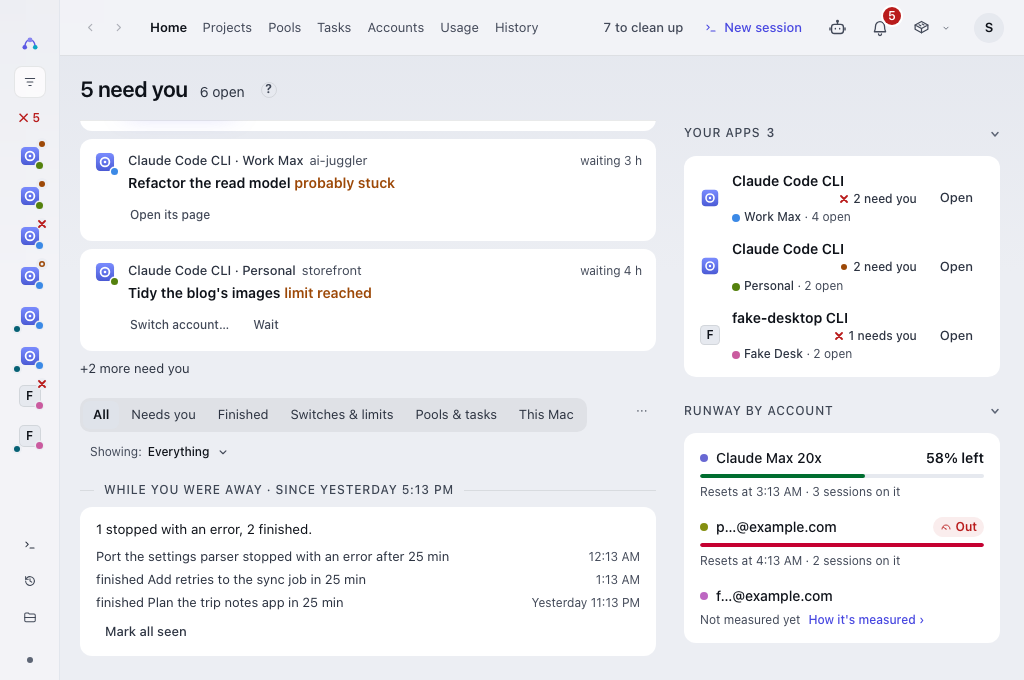 Home Projects Pools Tasks Accounts Usage History 7 to clean up New session 5 S
5
5 need you 6 open ?
Claude Code CLI · Work Max ai-juggler waiting 3 h
Refactor the read model probably stuck
Open its page
Claude Code CLI · Personal storefront waiting 4 h
Tidy the blog's images limit reached
Switch account… Wait
+2 more need you
All Needs you Finished Switches & limits Pools & tasks This Mac ...
Showing: Everything
WHILE YOU WERE AWAY · SINCE YESTERDAY 5:13 PM
1 stopped with an error, 2 finished.
Port the settings parser stopped with an error after 25 min 12:13 AM
finished Add retries to the sync job in 25 min 1:13 AM
finished Plan the trip notes app in 25 min Yesterday 11:13 PM
Mark all seen
YOUR APPS 3
Claude Code CLI
2 need you Open
Work Max · 4 open
Claude Code CLI
2 need you Open
Personal · 2 open
fake-desktop CLI
F 1 needs you Open
Fake Desk · 2 open
RUNWAY BY ACCOUNT
Claude Max 20x 58% left
Resets at 3:13 AM · 3 sessions on it
p...@example.com Out
Resets at 4:13 AM · 2 sessions on it
f...@example.com
Not measured yet How it's measured ›
F
F